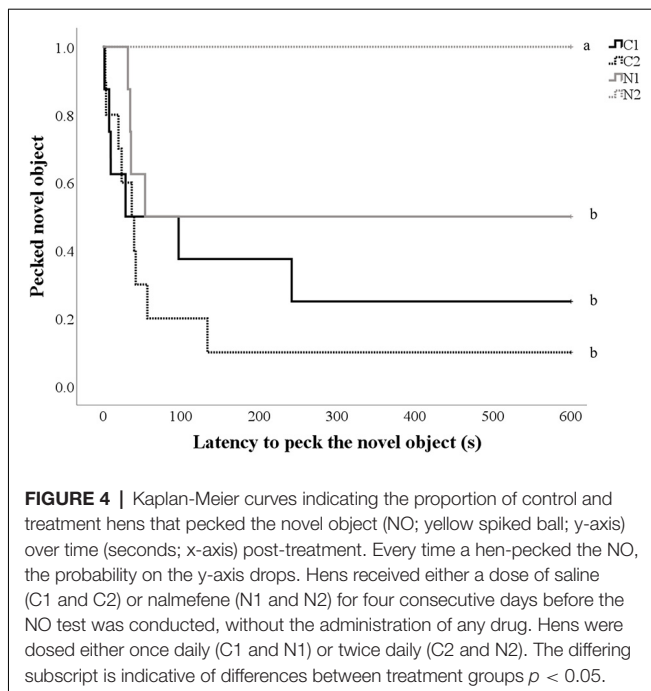 1.0
0.8
0.6
0.4
0.2
0.0
Pecked novel object
a
b
b
b
C1
C2
N1
N2
0
100
200
300
400
500
600
Latency to peck the novel object (s)
FIGURE 4 | Kaplan-Meier curves indicating the proportion of control and
treatment hens that pecked the novel object (NO; yellow spiked ball; y-axis)
over time (seconds; x-axis) post-treatment. Every time a hen-pecked the NO,
the probability on the y-axis drops. Hens received either a dose of saline
(C1 and C2) or nalmefene (N1 and N2) for four consecutive days before the
NO test was conducted, without the administration of any drug. Hens were
dosed either once daily (C1 and N1) or twice daily (C2 and N2). The differing
subscript is indicative of differences between treatment groups p < 0.05.